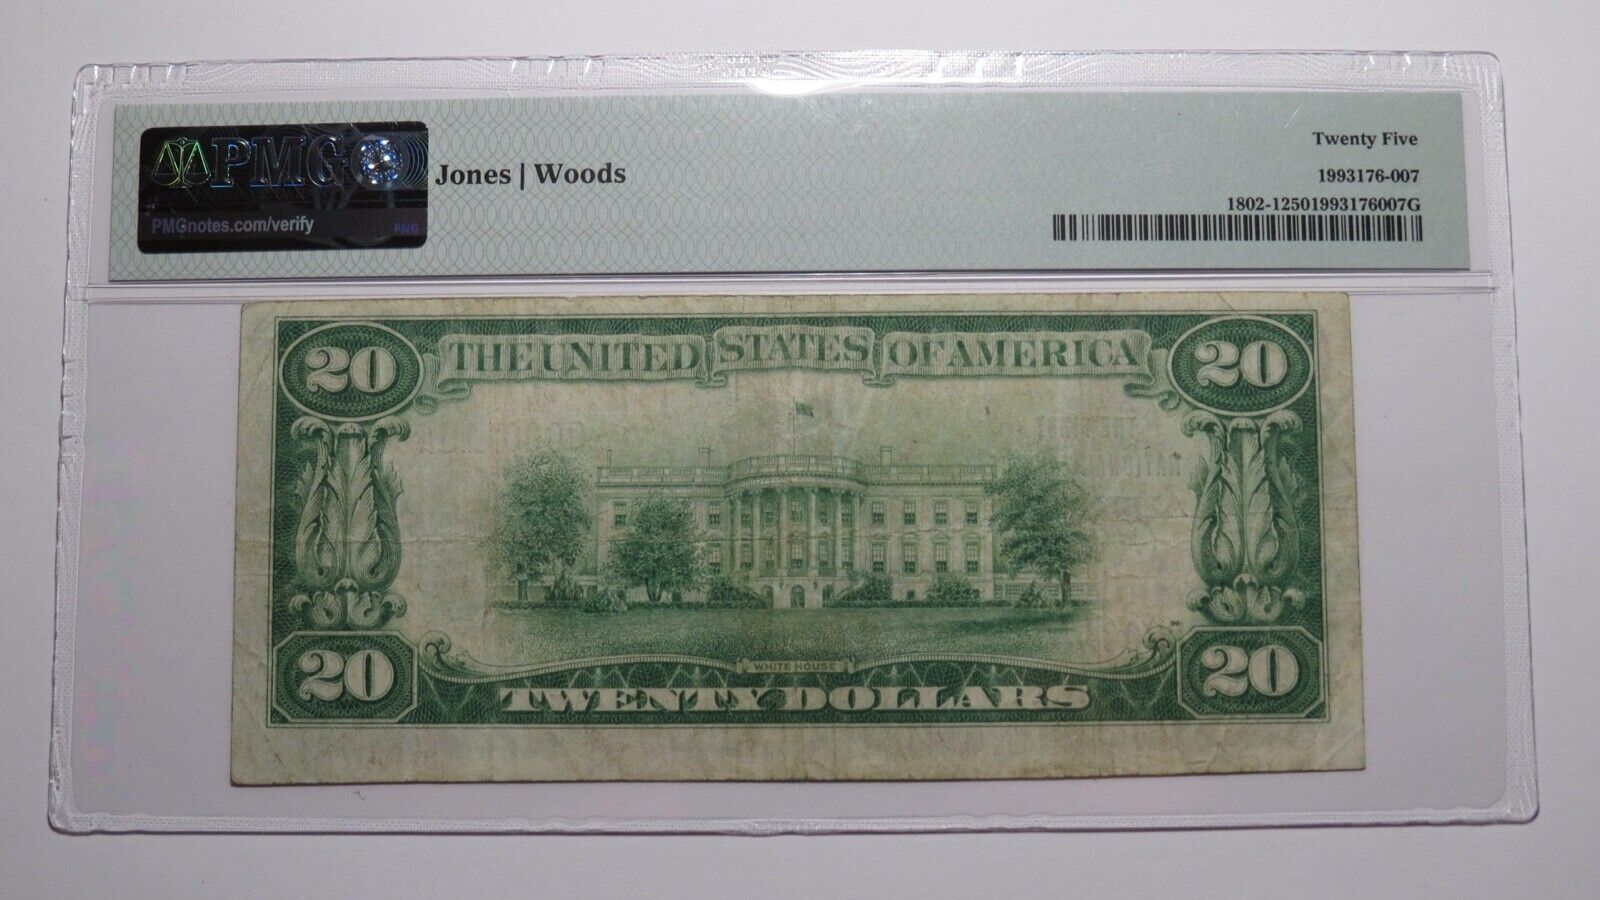 PMG
PMGnotes.com/verify
PNG
Jones | Woods
Twenty Five
1993176-007
1802-12501993176007G
20 THE UNITED STATES OF AMERICA 20
WHITE HOUSE
20 TWENTY DOLLARS 20